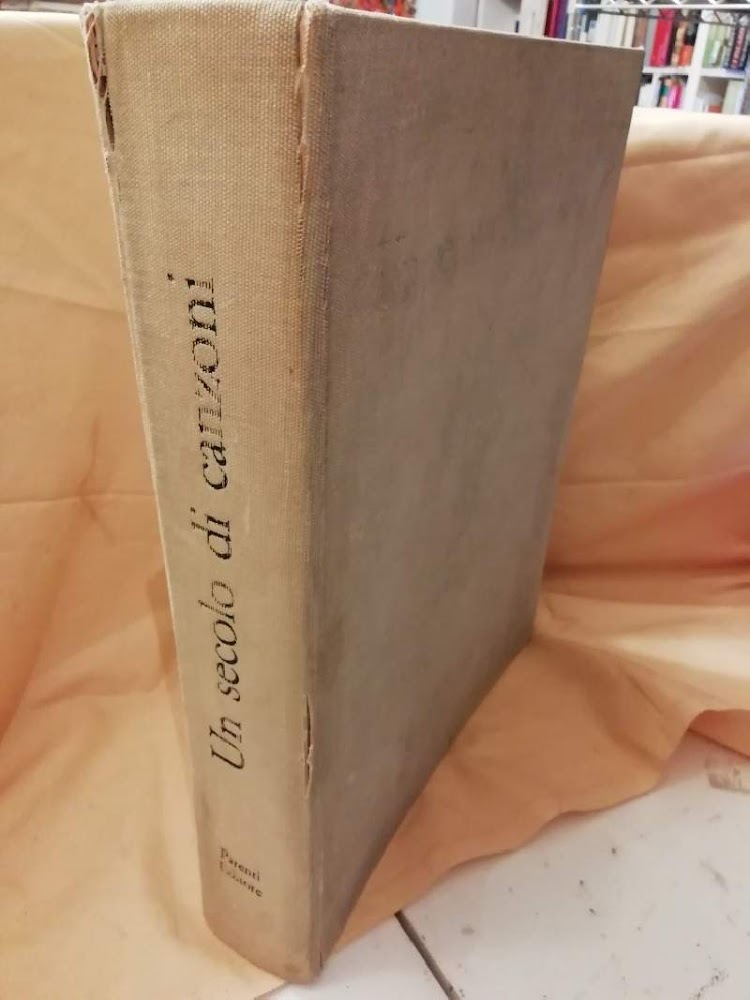 Un secolo di canzoni
Parenti
Editore